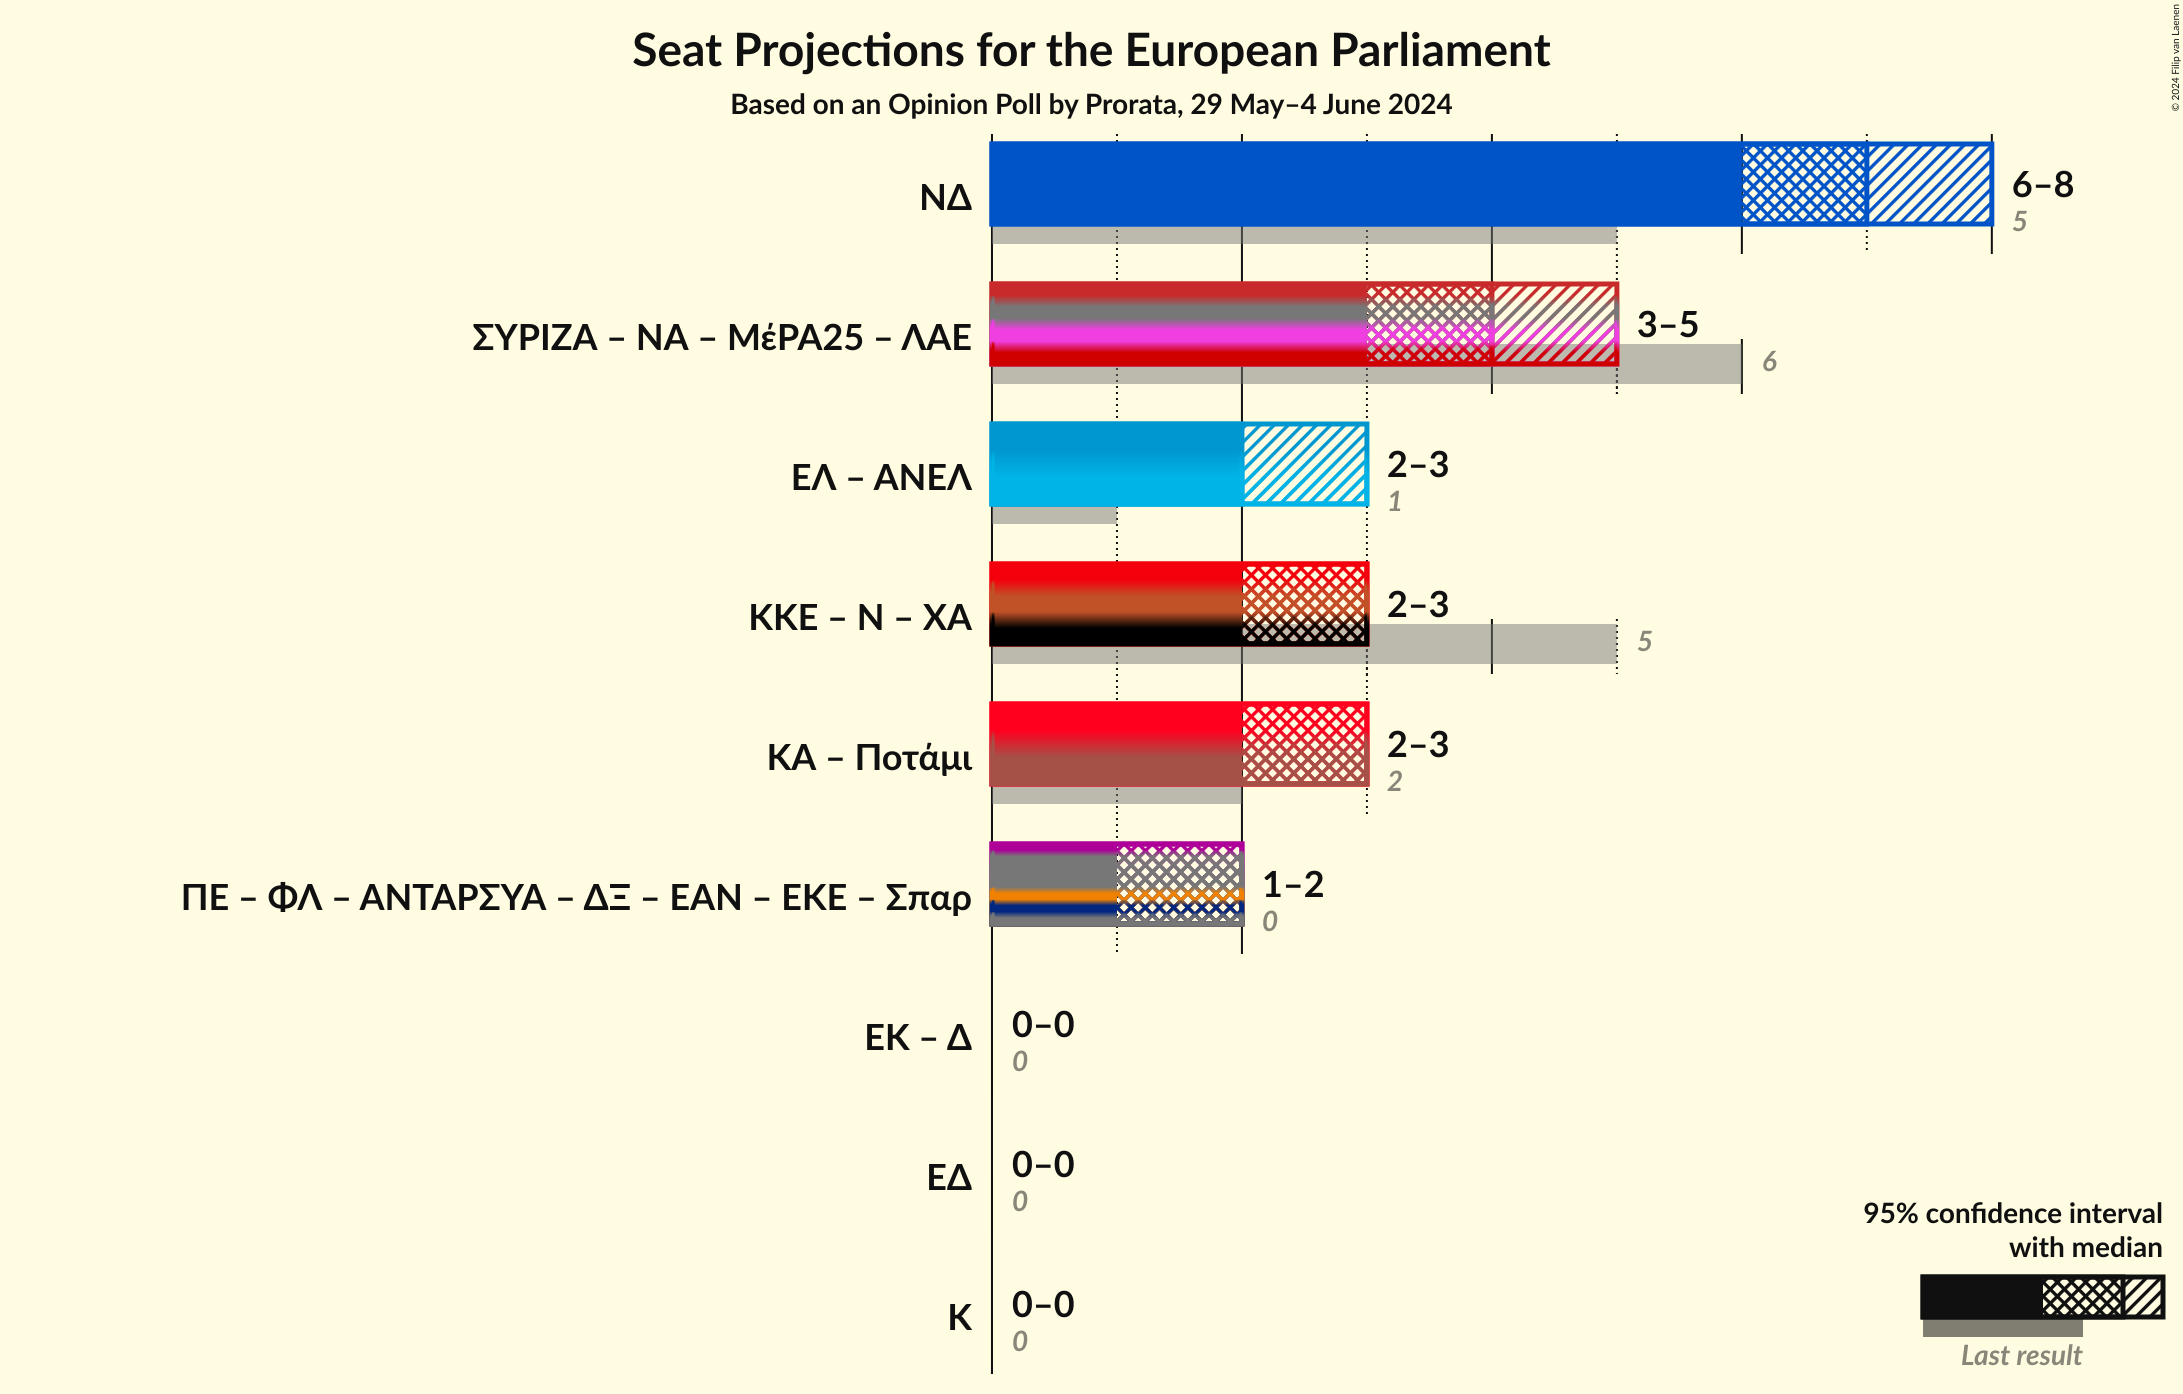 Seat Projections for the European Parliament
Based on an Opinion Poll by Prorata, 29 May–4 June 2024
© 2024 Filip van Laenen
ΝΔ
6–8
5
ΣΥΡΙΖΑ – ΝΑ – ΜέΡΑ25 – ΛΑΕ
3–5
6
ΕΛ – ΑΝΕΛ
2–3
1
ΚΚΕ – Ν – ΧΑ
2–3
5
ΚΑ – Ποτάμι
2–3
2
ΠΕ – ΦΛ – ΑΝΤΑΡΣΥΑ – ΔΞ – ΕΑΝ – ΕΚΕ – Σπαρ
1–2
0
ΕΚ – Δ
0–0
0
ΕΔ
0–0
0
Κ
0–0
0
95% confidence interval
with median
Last result